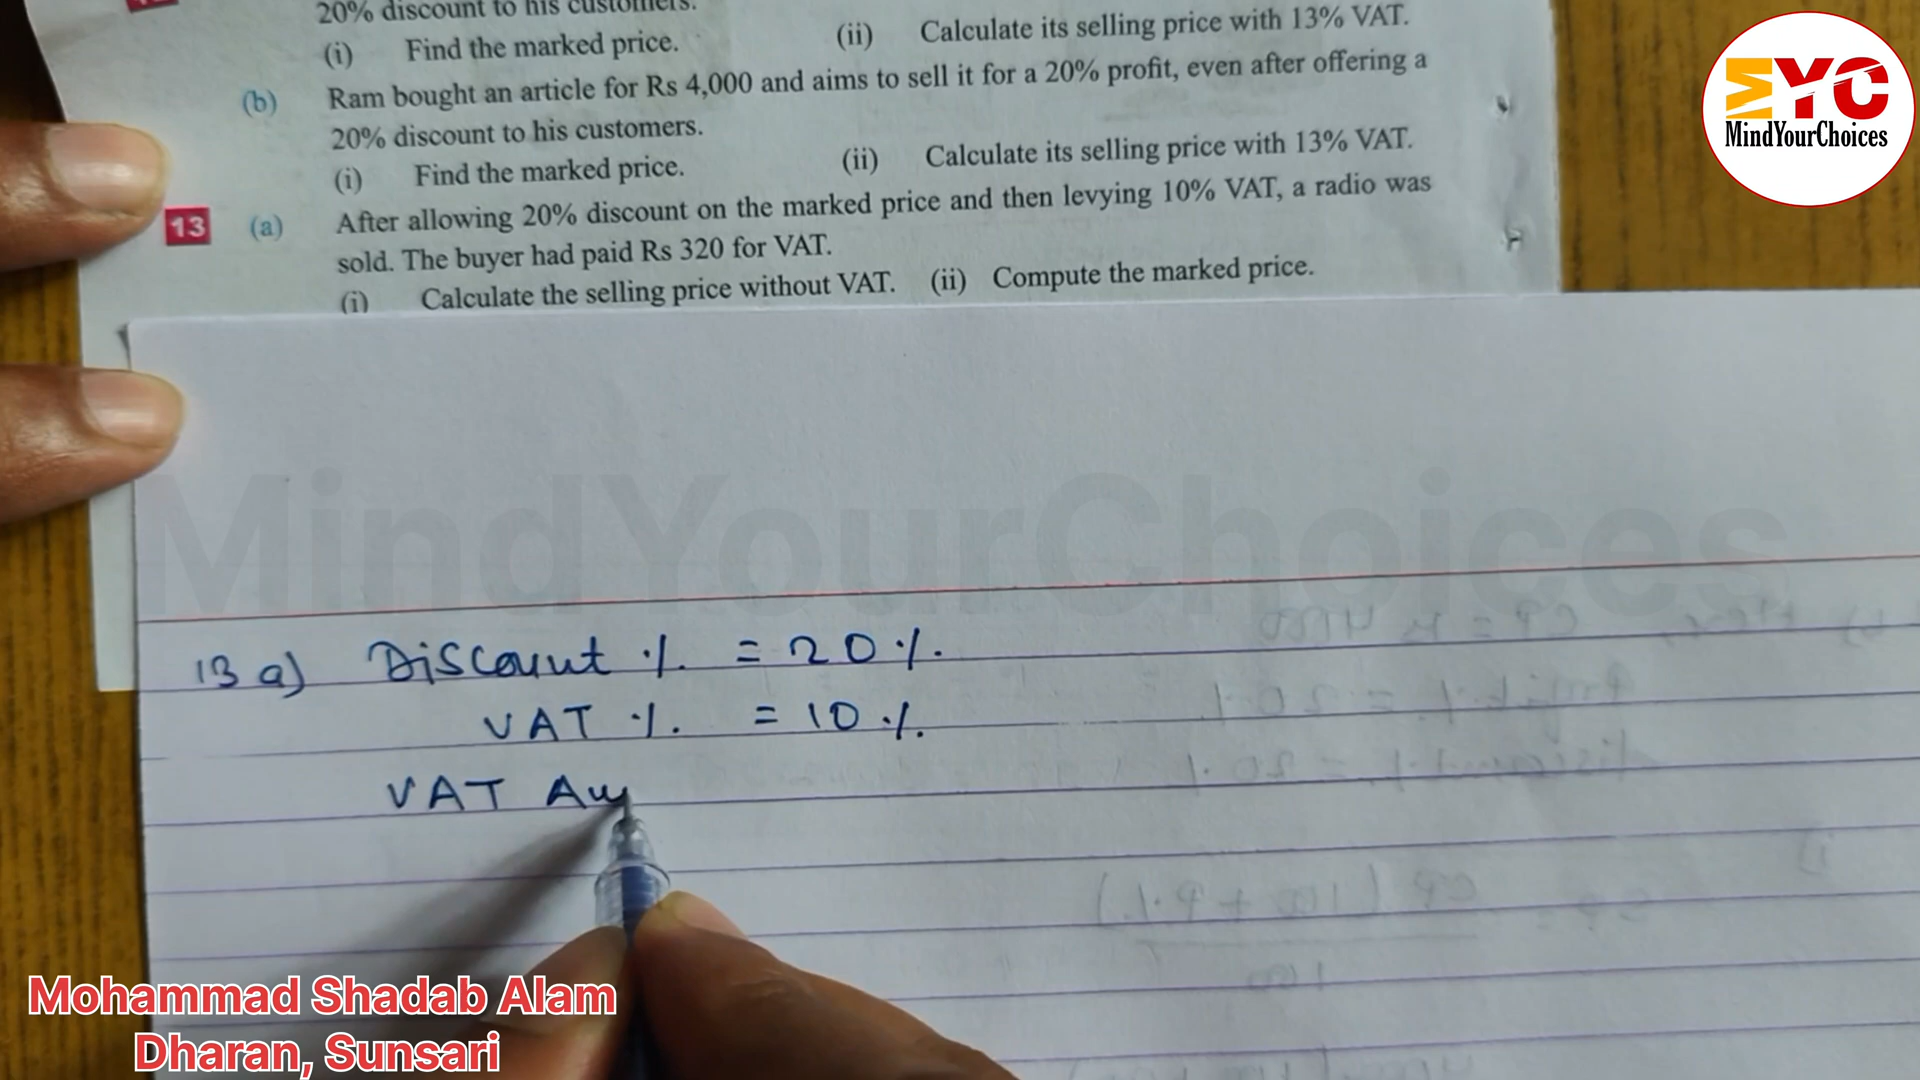 20% discount to his customers.
(i) Find the marked price. (ii) Calculate its selling price with 13% VAT.
(b) Ram bought an article for Rs 4,000 and aims to sell it for a 20% profit, even after offering a
20% discount to his customers.
(i) Find the marked price. (ii) Calculate its selling price with 13% VAT.
13 (a) After allowing 20% discount on the marked price and then levying 10% VAT, a radio was
sold. The buyer had paid Rs 320 for VAT.
(i) Calculate the selling price without VAT. (ii) Compute the marked price.
MYC
MindYourChoices
MindYourChoices
13 a) Discount % = 20 %.
VAT %. = 10 %.
VAT Am
Mohammad Shadab Alam
Dharan, Sunsari